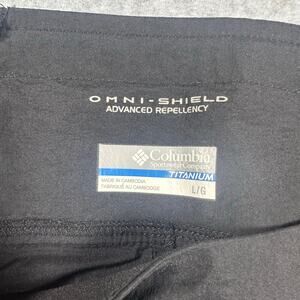 OMNI-SHIELD
ADVANCED REPELLENCY
Columbia
Sportswear Company
TITANIUM
MADE IN CAMBODIA
FABRIQUÉ AU CAMBODGE
L/G